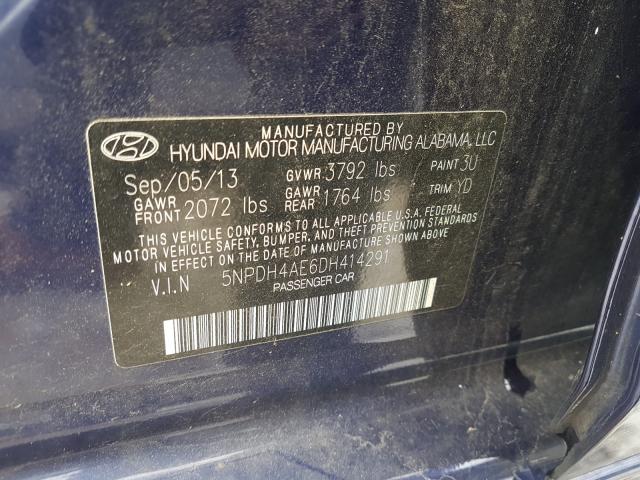 MANUFACTURED BY
HYUNDAI MOTOR MANUFACTURING ALABAMA, LLC
Sep/05/13 GVWR 3792 lbs PAINT 3U
GAWR FRONT 2072 lbs GAWR REAR 1764 lbs TRIM YD
THIS VEHICLE CONFORMS TO ALL APPLICABLE U.S.A. FEDERAL
MOTOR VEHICLE SAFETY, BUMPER, AND THEFT PREVENTION STANDARDS
IN EFFECT ON THE DATE OF MANUFACTURE SHOWN ABOVE.
V.I.N 5NPDH4AE6DH414291
PASSENGER CAR